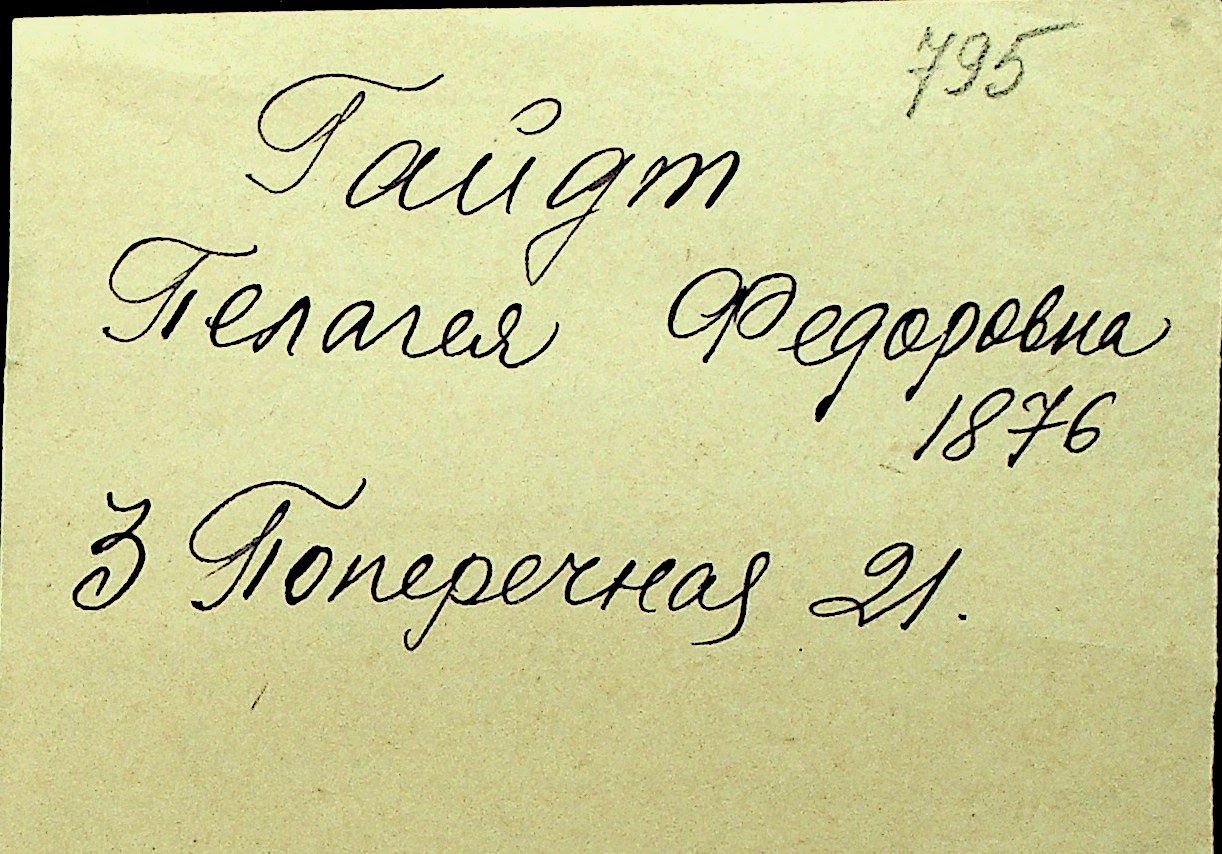 795
Гайдт
Пелагея Федоровна
1876
3 Поперечная 21.